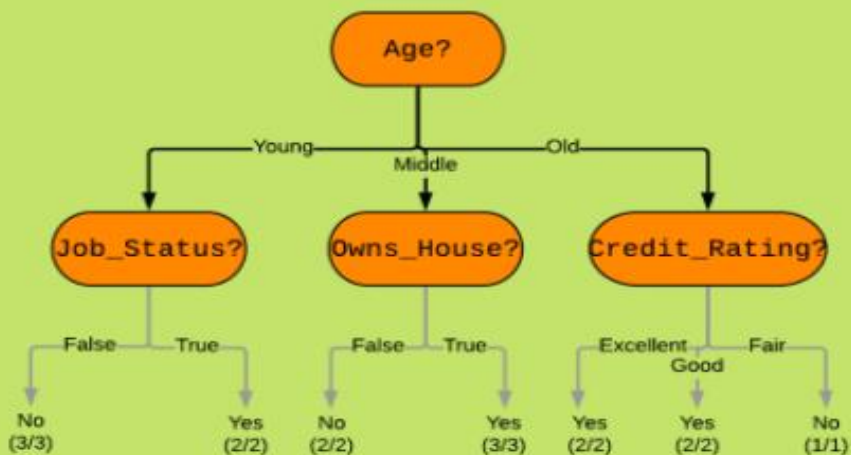 Age?
Young
Middle
Old
Job_Status?
Owns_House?
Credit_Rating?
False
True
False
True
Excellent
Good
Fair
No
(3/3)
Yes
(2/2)
No
(2/2)
Yes
(3/3)
Yes
(2/2)
Yes
(2/2)
No
(1/1)